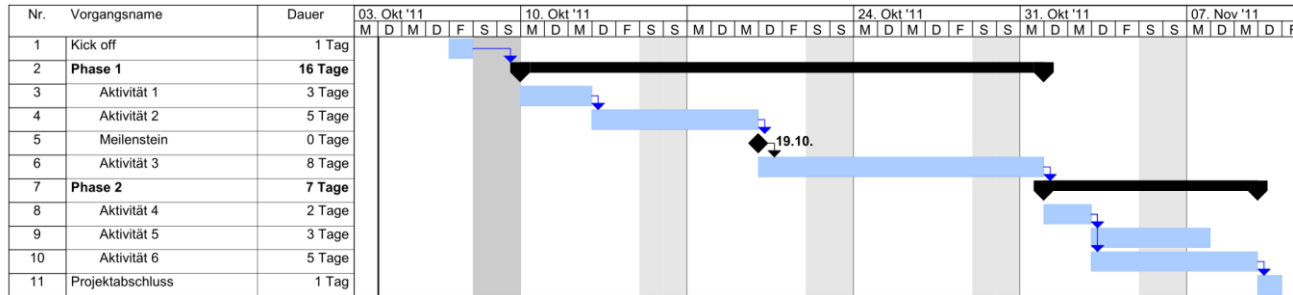 Nr. Vorgangsname Dauer 03. Okt '11 10. Okt '11 24. Okt '11 31. Okt '11 07. Nov '11
M D M D F S S M D M D F S S M D M D F S S M D M D F S S M D M D F S S M D M D F
1 Kick off 1 Tag
2 Phase 1 16 Tage
3 Aktivität 1 3 Tage
4 Aktivität 2 5 Tage
5 Meilenstein 0 Tage 19.10.
6 Aktivität 3 8 Tage
7 Phase 2 7 Tage
8 Aktivität 4 2 Tage
9 Aktivität 5 3 Tage
10 Aktivität 6 5 Tage
11 Projektabschluss 1 Tag